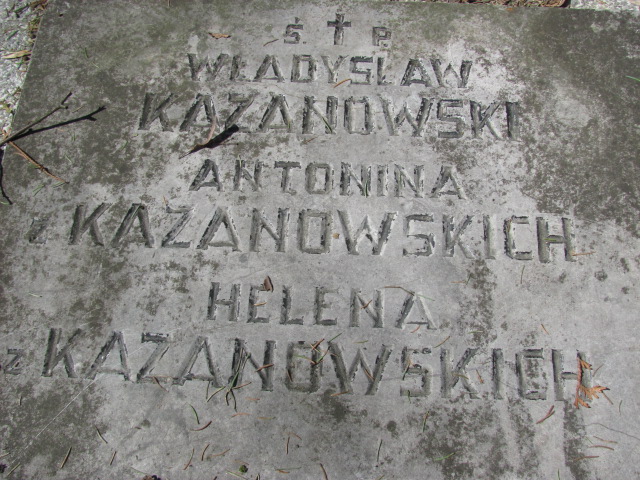 Ś. † P.
WŁADYSŁAW
KAZANOWSKI
ANTONINA
z KAZANOWSKICH
HELENA
z KAZANOWSKICH